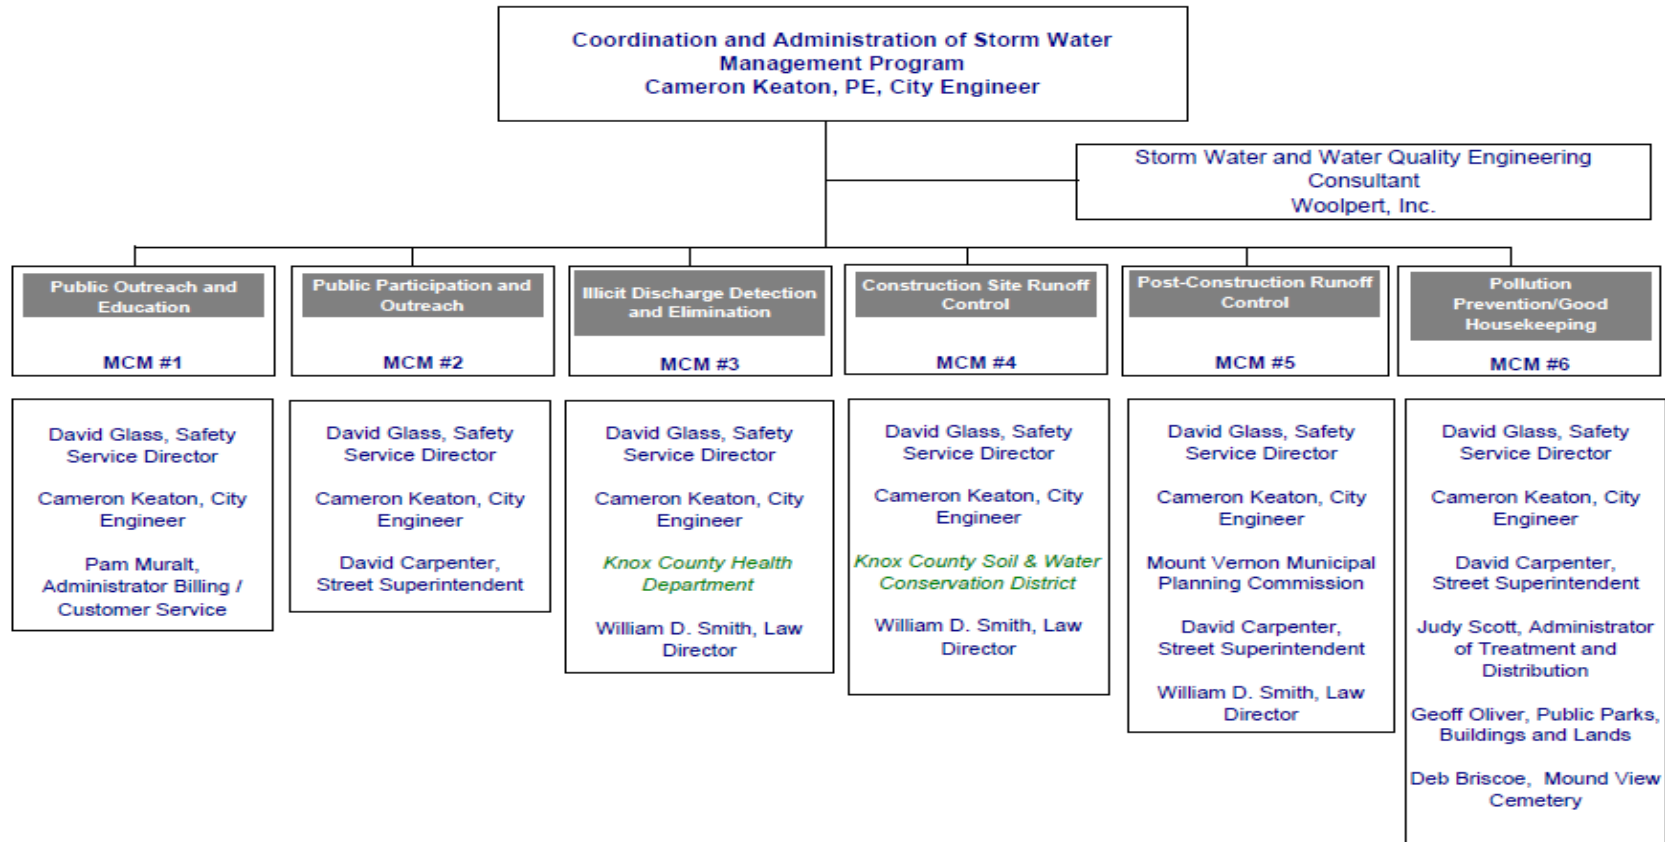 Coordination and Administration of Storm Water
Management Program
Cameron Keaton, PE, City Engineer
Storm Water and Water Quality Engineering
Consultant
Woolpert, Inc.
Public Outreach and
Education
MCM #1
Public Participation and
Outreach
MCM #2
Illicit Discharge Detection
and Elimination
MCM #3
Construction Site Runoff
Control
MCM #4
Post-Construction Runoff
Control
MCM #5
Pollution
Prevention/Good
Housekeeping
MCM #6
David Glass, Safety
Service Director
Cameron Keaton, City
Engineer
Pam Muralt,
Administrator Billing /
Customer Service
David Glass, Safety
Service Director
Cameron Keaton, City
Engineer
David Carpenter,
Street Superintendent
David Glass, Safety
Service Director
Cameron Keaton, City
Engineer
Knox County Health
Department
William D. Smith, Law
Director
David Glass, Safety
Service Director
Cameron Keaton, City
Engineer
Knox County Soil & Water
Conservation District
William D. Smith, Law
Director
David Glass, Safety
Service Director
Cameron Keaton, City
Engineer
Mount Vernon Municipal
Planning Commission
David Carpenter,
Street Superintendent
William D. Smith, Law
Director
David Glass, Safety
Service Director
Cameron Keaton, City
Engineer
David Carpenter,
Street Superintendent
Judy Scott, Administrator
of Treatment and
Distribution
Geoff Oliver, Public Parks,
Buildings and Lands
Deb Briscoe, Mound View
Cemetery